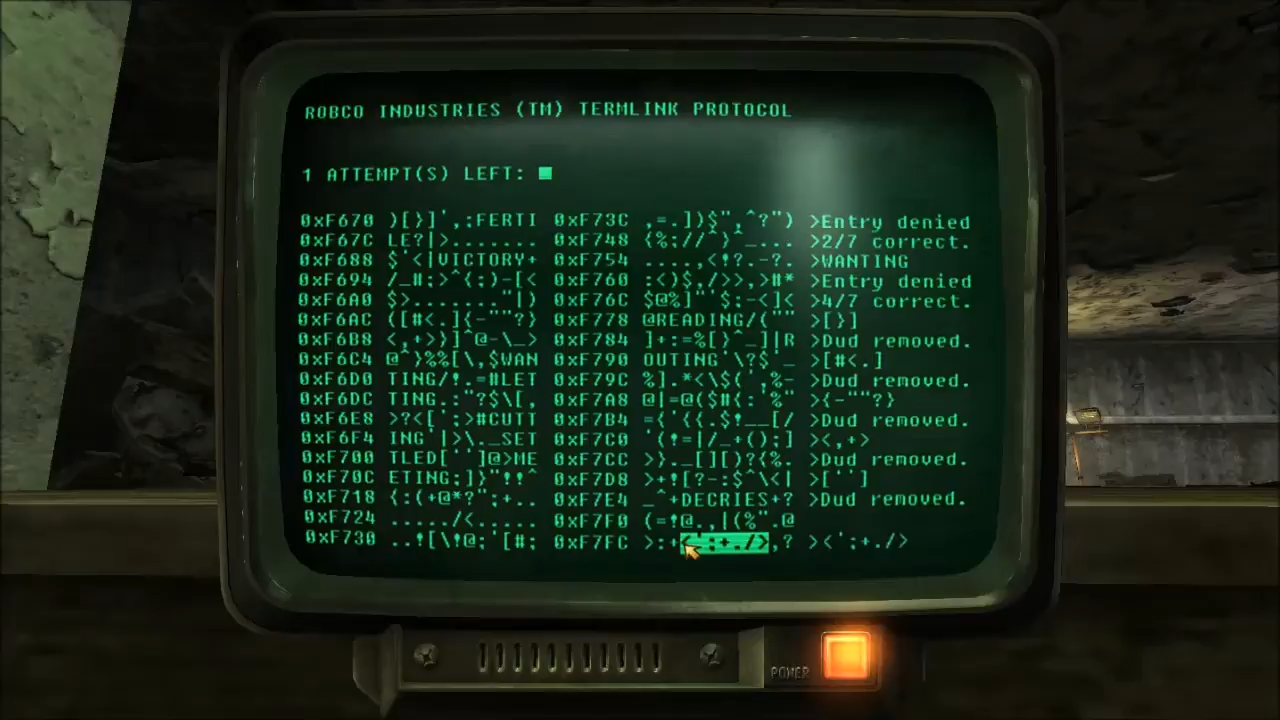 ROBCO INDUSTRIES (TM) TERMLINK PROTOCOL
1 ATTEMPT(S) LEFT:
0xF670 )[}]',;FERTI 0xF73C ,=.])$",^?") >Entry denied
0xF67C LE?|>....... 0xF748 {%;//^}^_... >2/7 correct.
0xF688 $'<|VICTORY+ 0xF754 ....,<!?.-?. >WANTING
0xF694 /_#;>^{:)-[< 0xF760 :<)$,/>>,>#* >Entry denied
0xF6A0 $>........"|) 0xF76C $@%]"'$;-<]< >4/7 correct.
0xF6AC ([#<.]{-""?} 0xF778 @READING/("" >[}]
0xF6B8 <,+>}]^@-\_> 0xF784 ]+:=%[}^_]|R >Dud removed.
0xF6C4 @^}%%[\,$WAN 0xF790 OUTING'\?$'_ >[#<.]
0xF6D0 TING/!.=#LET 0xF79C %].*<\$(',%- >Dud removed.
0xF6DC TING.:"?$\[, 0xF7A8 @|=@($#{:'%" >{-""?}
0xF6E8 >?<[';>#CUTT 0xF7B4 ={'({.$!__[/ >Dud removed.
0xF6F4 ING'|>\._SET 0xF7C0 '(!=|/_+();] ><,+>
0xF700 TLED['']@>ME 0xF7CC >}._[][)?{%. >Dud removed.
0xF70C ETING;]}"!!^ 0xF7D8 >+![?-:$^\<| >['']
0xF718 {:(+@*?";+.. 0xF7E4 _^+DECRIES+? >Dud removed.
0xF724 ...../<..... 0xF7F0 (=!@.,|(%".@
0xF730 ..![\!@;'[#; 0xF7FC >:+<';+./>,? ><';+./>
POWER